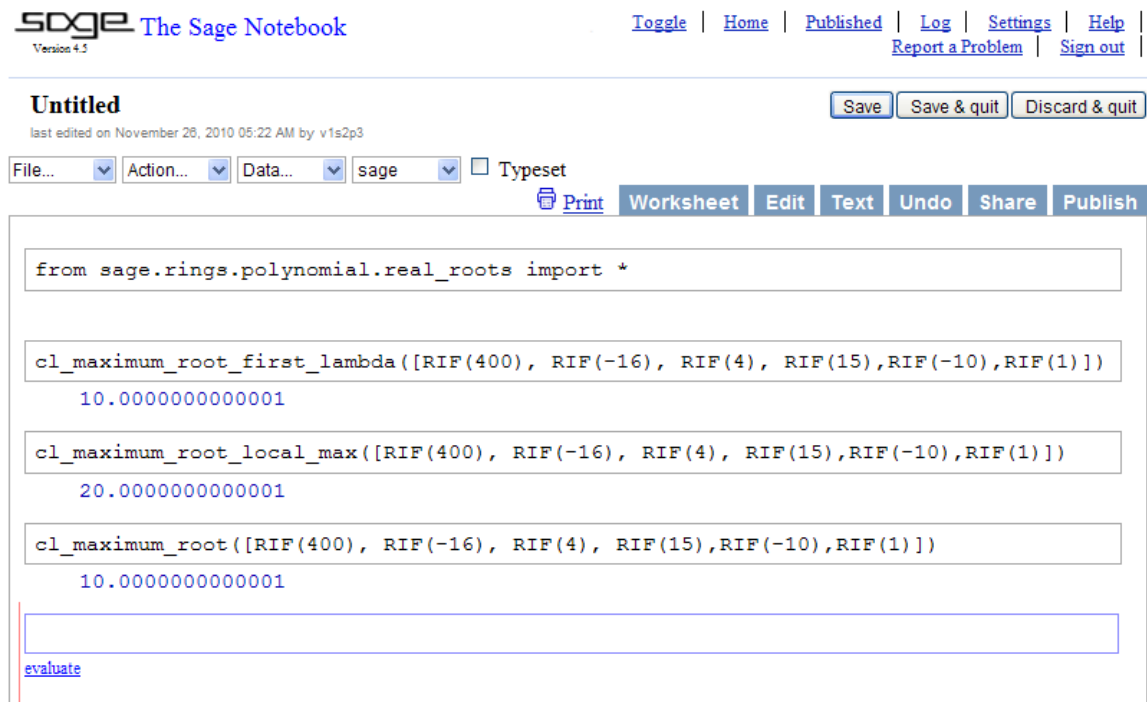 sage The Sage Notebook
Version 4.5
Toggle | Home | Published | Log | Settings | Help |
Report a Problem | Sign out |
Untitled
last edited on November 26, 2010 05:22 AM by v1s2p3
Save Save & quit Discard & quit
File... Action... Data... sage Typeset
Print Worksheet Edit Text Undo Share Publish
from sage.rings.polynomial.real_roots import *
cl_maximum_root_first_lambda([RIF(400), RIF(-16), RIF(4), RIF(15),RIF(-10),RIF(1)])
10.0000000000001
cl_maximum_root_local_max([RIF(400), RIF(-16), RIF(4), RIF(15),RIF(-10),RIF(1)])
20.0000000000001
cl_maximum_root([RIF(400), RIF(-16), RIF(4), RIF(15),RIF(-10),RIF(1)])
10.0000000000001
evaluate